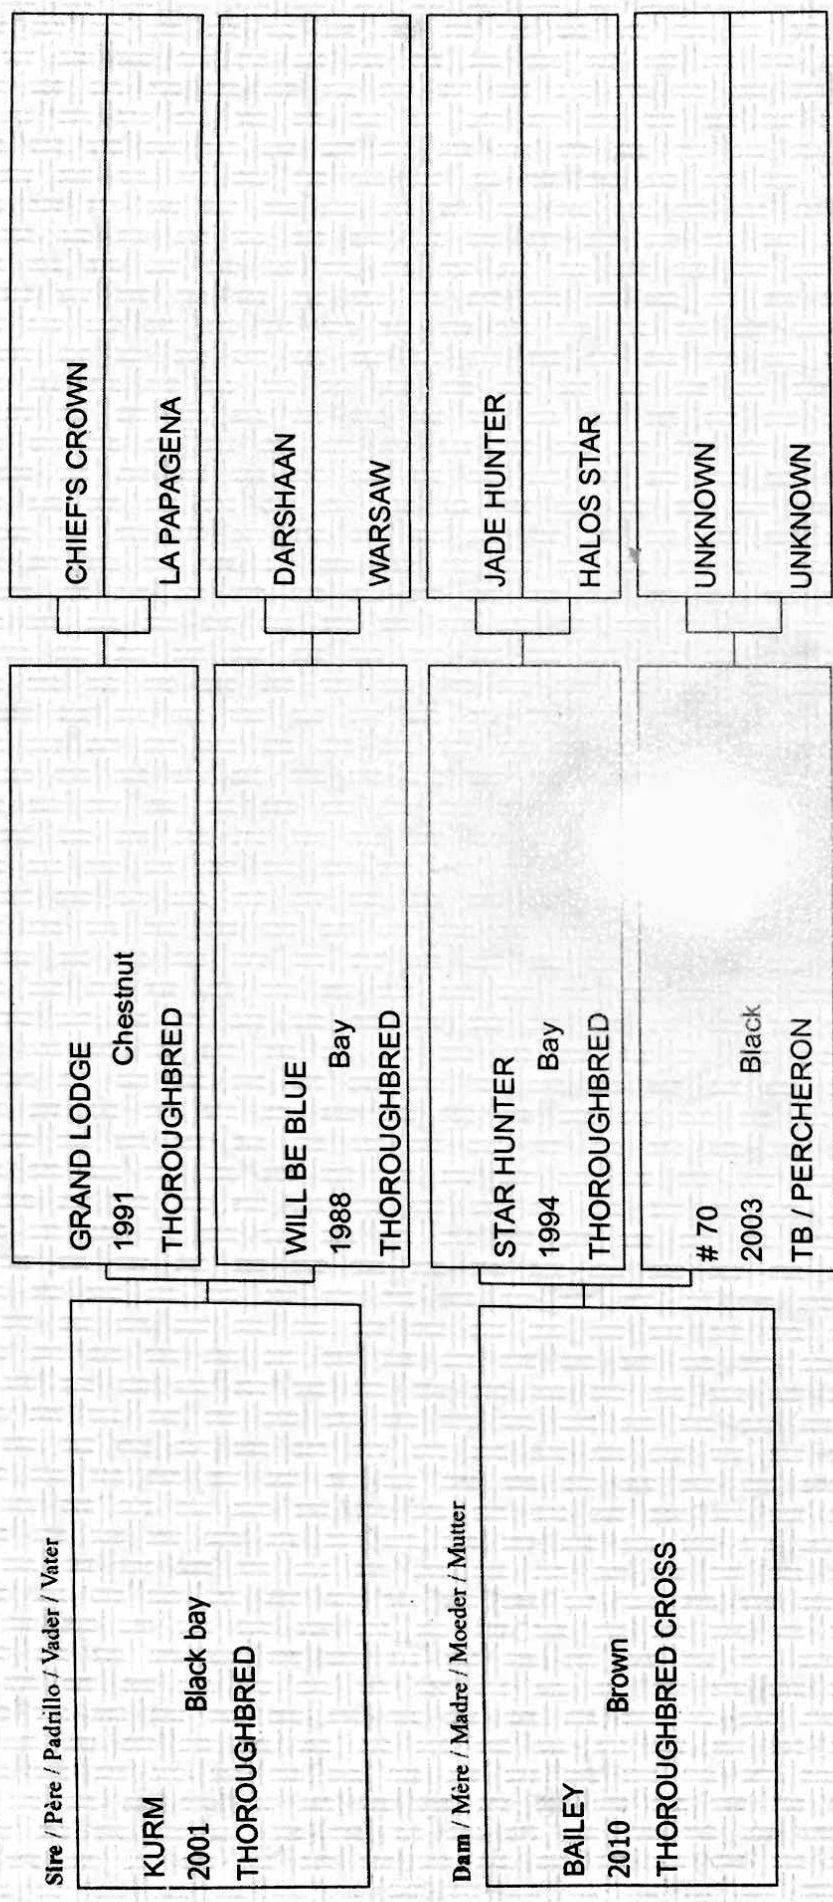 Sire / Père / Padrillo / Vader / Vater
KURM
2001 Black bay
THOROUGHBRED
GRAND LODGE
1991 Chestnut
THOROUGHBRED
CHIEF'S CROWN
LA PAPAGENA
WILL BE BLUE
1988 Bay
THOROUGHBRED
DARSHAAN
WARSAW
Dam / Mère / Madre / Moeder / Mutter
BAILEY
2010 Brown
THOROUGHBRED CROSS
STAR HUNTER
1994 Bay
THOROUGHBRED
JADE HUNTER
HALOS STAR
# 70
2003 Black
TB / PERCHERON
UNKNOWN
UNKNOWN